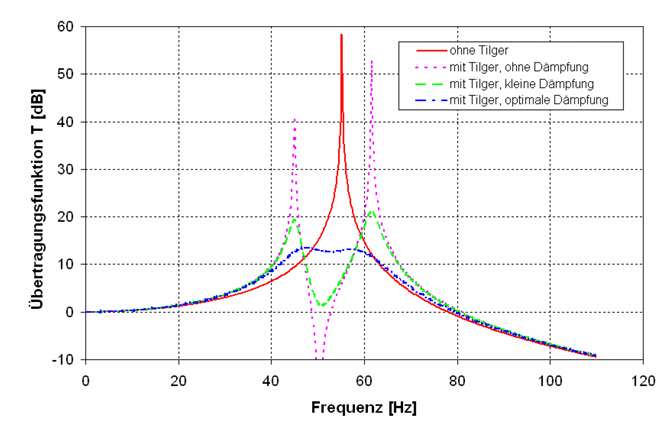 60
50
40
30
20
10
0
-10
Übertragungsfunktion T [dB]
ohne Tilger
mit Tilger, ohne Dämpfung
mit Tilger, kleine Dämpfung
mit Tilger, optimale Dämpfung
0 20 40 60 80 100 120
Frequenz [Hz]